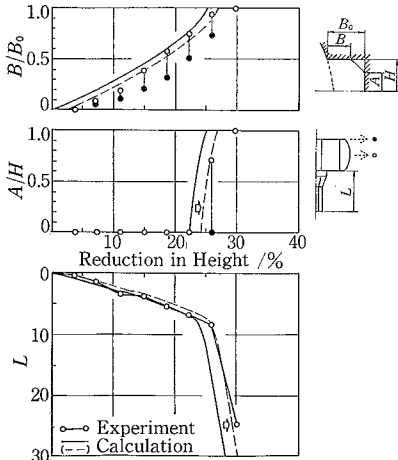 1.0
0.5
0.0
B/B₀
B₀
B
A
H
1.0
0.5
0
A/H
L
10 20 30 40
Reduction in Height /%
0
10
20
30
L
Experiment
Calculation